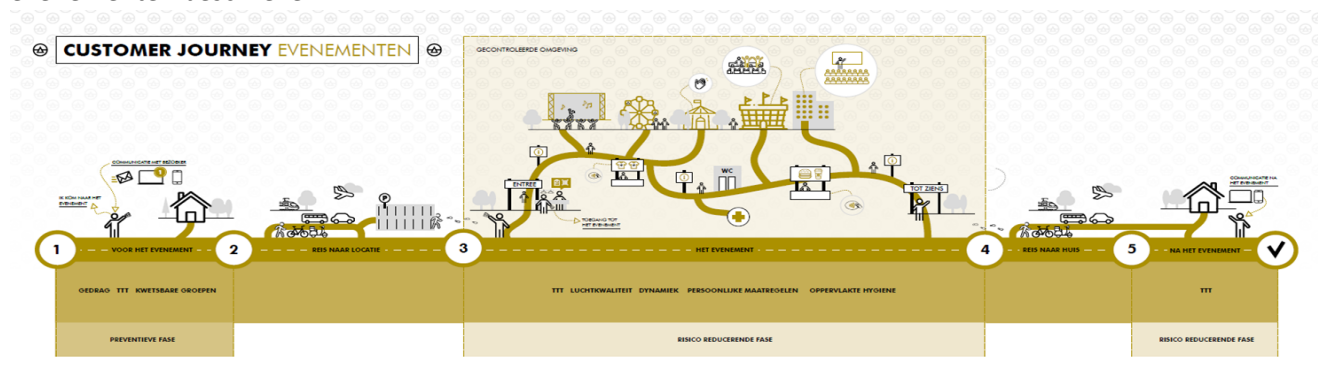 CUSTOMER JOURNEY EVENEMENTEN
GECONTROLEERDE OMGEVING
COMMUNICATIE MET BEZOEKER
1
IK KOM NAAR HET
EVENEMENT
P
ENTREE
TOEGANG TOT
HET EVENEMENT
WC
TOT ZIENS
COMMUNICATIE NA
HET EVENEMENT
1 VOOR HET EVENEMENT 2 REIS NAAR LOCATIE 3 HET EVENEMENT 4 REIS NAAR HUIS 5 NA HET EVENEMENT
GEDRAG TTT KWETSBARE GROEPEN
TTT LUCHTKWALITEIT DYNAMIEK PERSOONLIJKE MAATREGELEN OPPERVLAKTE HYGIENE
TTT
PREVENTIEVE FASE
RISICO REDUCERENDE FASE
RISICO REDUCERENDE FASE